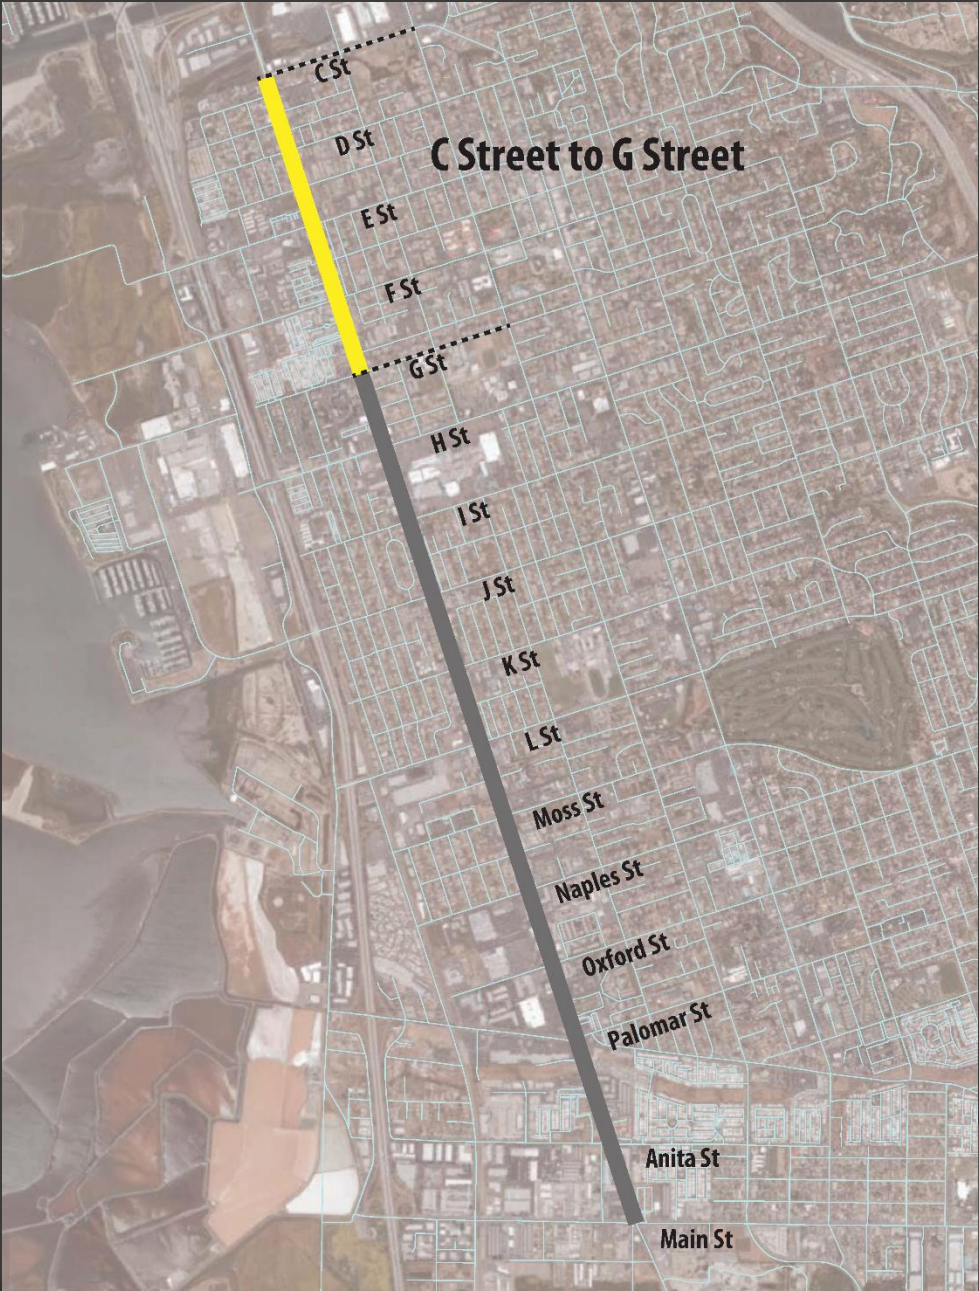 C St
D St
C Street to G Street
E St
F St
G St
H St
I St
J St
K St
L St
Moss St
Naples St
Oxford St
Palomar St
Anita St
Main St